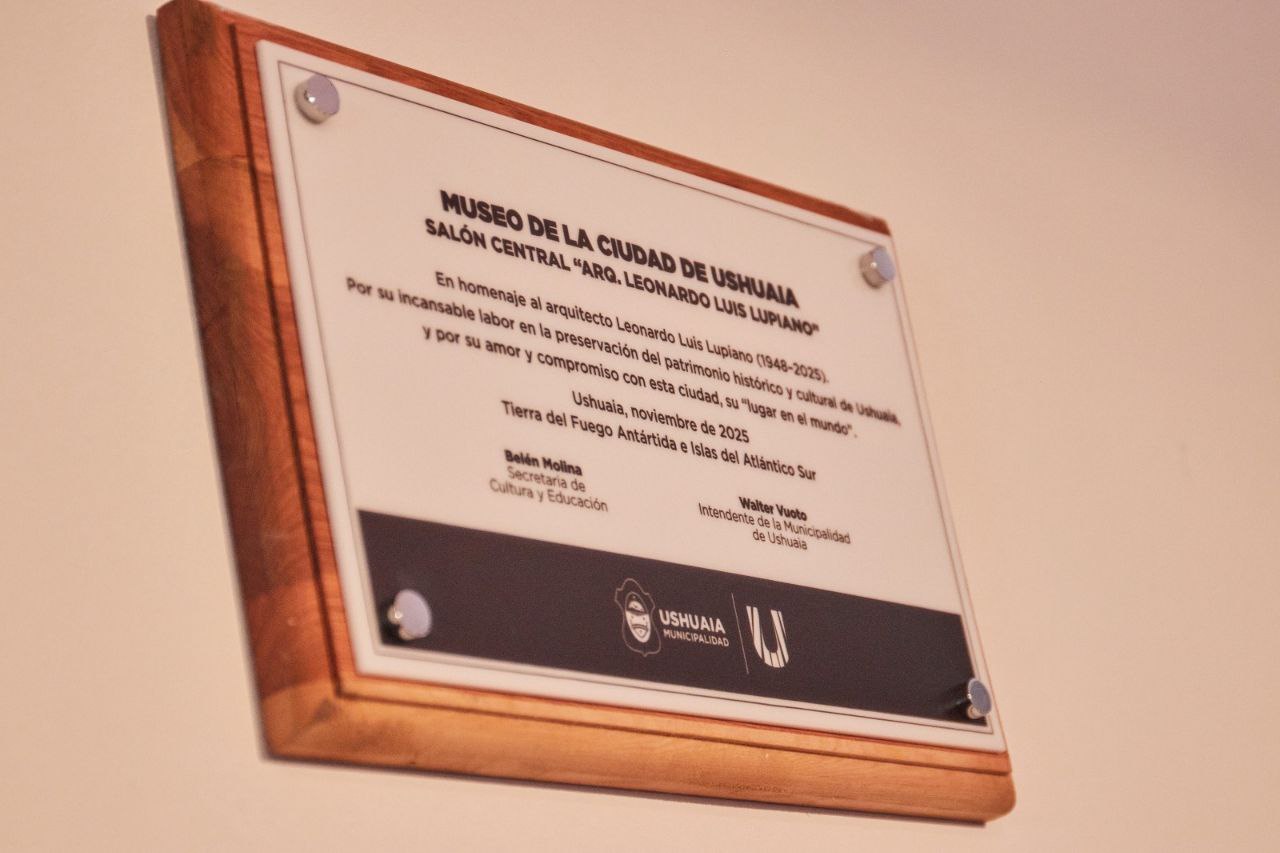 MUSEO DE LA CIUDAD DE USHUAIA
SALÓN CENTRAL “ARQ. LEONARDO LUIS LUPIANO”
En homenaje al arquitecto Leonardo Luis Lupiano (1948-2025).
Por su incansable labor en la preservación del patrimonio histórico y cultural de Ushuaia,
y por su amor y compromiso con esta ciudad, su “lugar en el mundo”.
Ushuaia, noviembre de 2025
Tierra del Fuego Antártida e Islas del Atlántico Sur
Belén Molina
Secretaria de
Cultura y Educación
Walter Vuoto
Intendente de la Municipalidad
de Ushuaia
USHUAIA
MUNICIPALIDAD
U